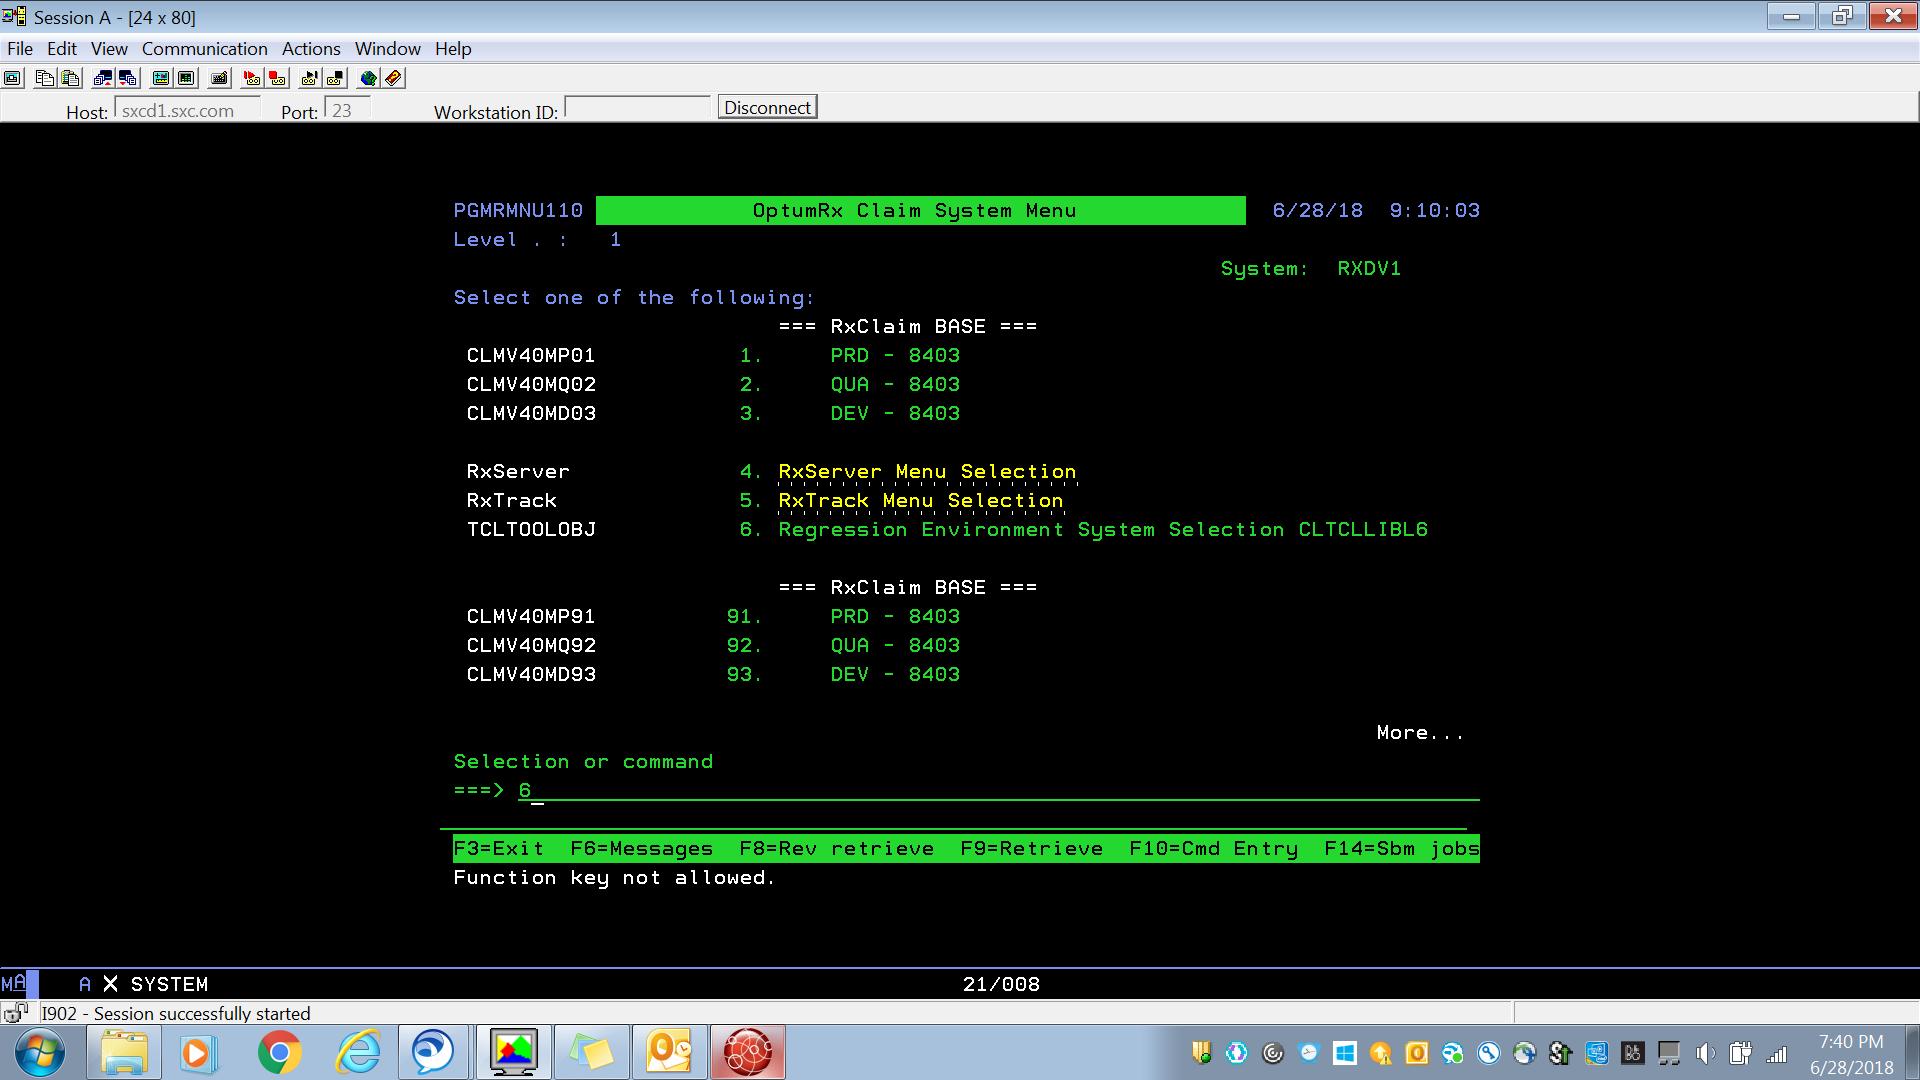 Session A - [24 x 80]
File Edit View Communication Actions Window Help
Host: sxcd1.sxc.com Port: 23 Workstation ID: Disconnect
PGMRMNU110 OptumRx Claim System Menu 6/28/18 9:10:03
Level . : 1
System: RXDV1
Select one of the following:
=== RxClaim BASE ===
CLMV40MP01 1. PRD - 8403
CLMV40MQ02 2. QUA - 8403
CLMV40MD03 3. DEV - 8403
RxServer 4. RxServer Menu Selection
RxTrack 5. RxTrack Menu Selection
TCLTOOLOBJ 6. Regression Environment System Selection CLTCLLIBL6
=== RxClaim BASE ===
CLMV40MP91 91. PRD - 8403
CLMV40MQ92 92. QUA - 8403
CLMV40MD93 93. DEV - 8403
More...
Selection or command
===> 6
F3=Exit F6=Messages F8=Rev retrieve F9=Retrieve F10=Cmd Entry F14=Sbm jobs
Function key not allowed.
MA A X SYSTEM 21/008
I902 - Session successfully started
7:40 PM
6/28/2018